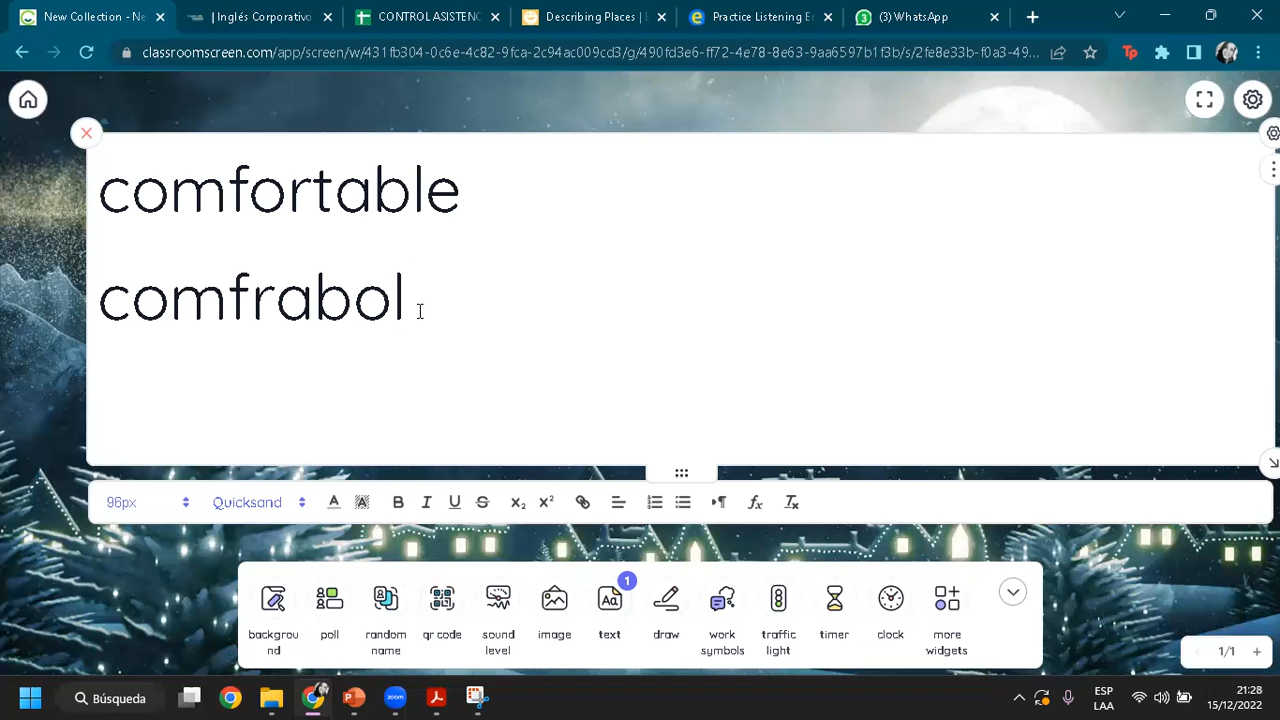 New Collection - Ne
| Inglés Corporativo
CONTROL ASISTENC
Describing Places | E
Practice Listening E
(3) WhatsApp
classroomscreen.com/app/screen/w/431fb304-0c6e-4c82-9fca-2c94ac009cd3/g/490fd3e6-ff72-4e78-8e63-9aa6597b1f3b/s/2fe8e33b-f0a3-49...
comfortable
comfrabol
96px Quicksand
backgrou
nd
poll
random
name
qr code
sound
level
image
1
text
draw
work
symbols
traffic
light
timer
clock
more
widgets
1/1
Búsqueda
ESP
LAA
21:28
15/12/2022